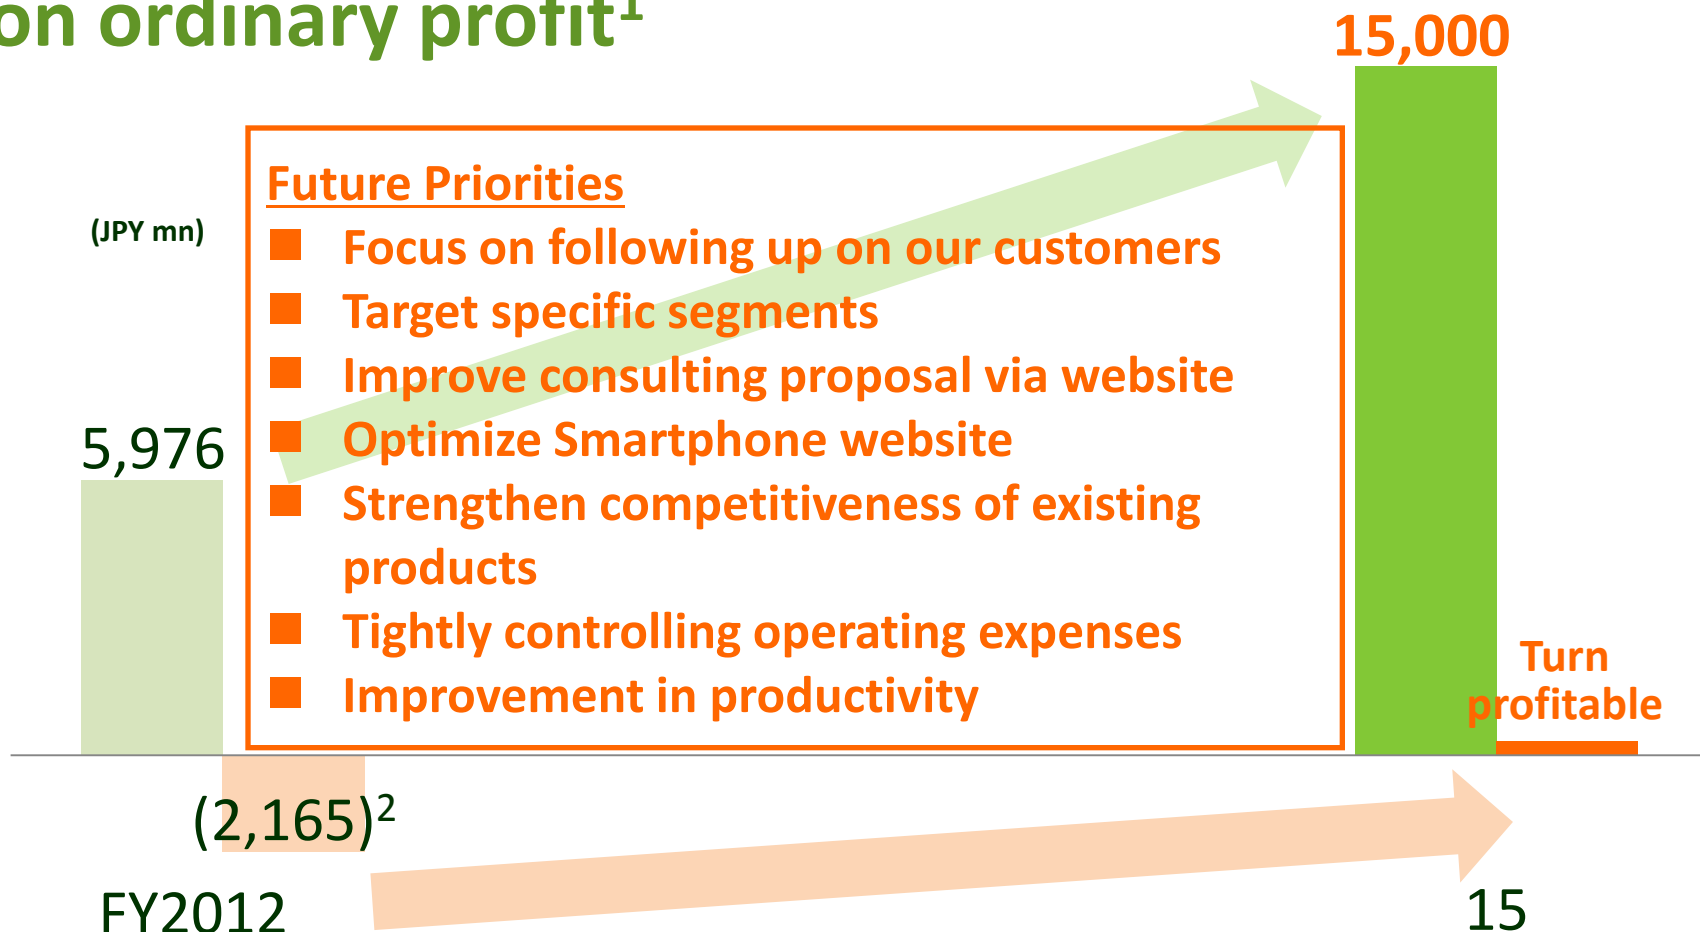 on ordinary profit¹
15,000
(JPY mn)
Future Priorities
■ Focus on following up on our customers
■ Target specific segments
■ Improve consulting proposal via website
■ Optimize Smartphone website
■ Strengthen competitiveness of existing
products
■ Tightly controlling operating expenses
■ Improvement in productivity
5,976
Turn
profitable
(2,165)²
FY2012
15